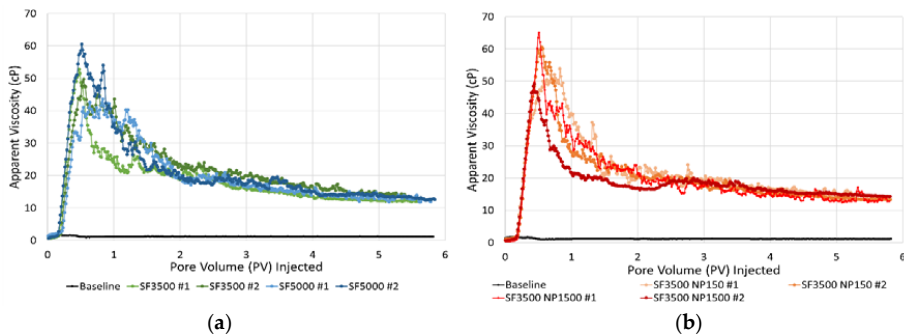 70
60
50
40
30
20
10
0
Apparent Viscosity (cP)
0 1 2 3 4 5 6
Pore Volume (PV) Injected
Baseline SF3500 #1 SF3500 #2 SF5000 #1 SF5000 #2
(a)
70
60
50
40
30
20
10
0
Apparent Viscosity (cP)
0 1 2 3 4 5 6
Pore Volume (PV) Injected
Baseline SF3500 NP150 #1 SF3500 NP150 #2
SF3500 NP1500 #1 SF3500 NP1500 #2
(b)